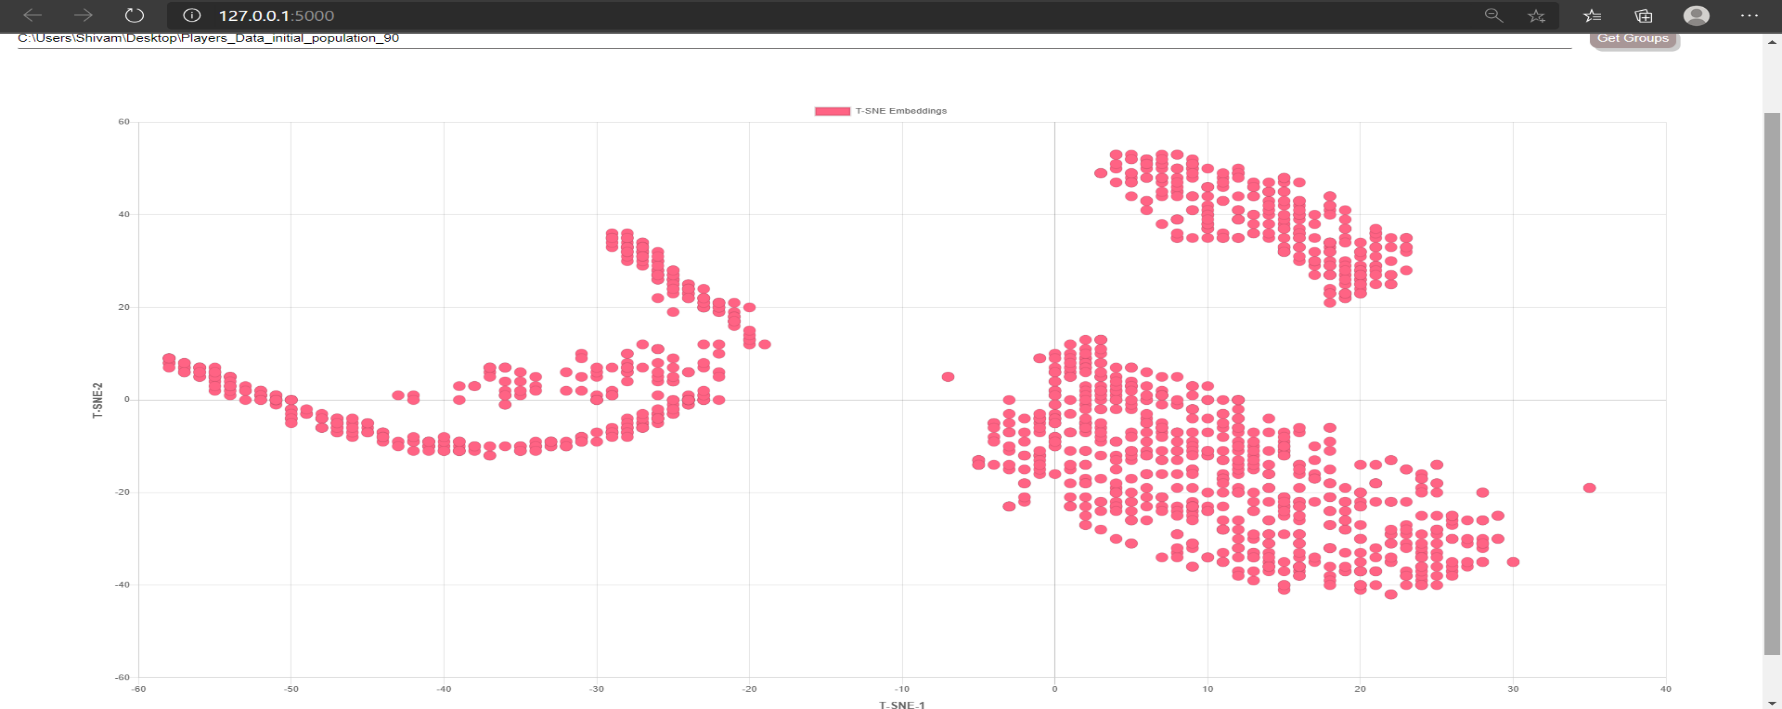 127.0.0.1:5000
C:\Users\Shivam\Desktop\Players_Data_initial_population_90
Get Groups
T-SNE Embeddings
60
40
20
0
-20
-40
-60
T-SNE-2
-60 -50 -40 -30 -20 -10 0 10 20 30 40
T-SNE-1